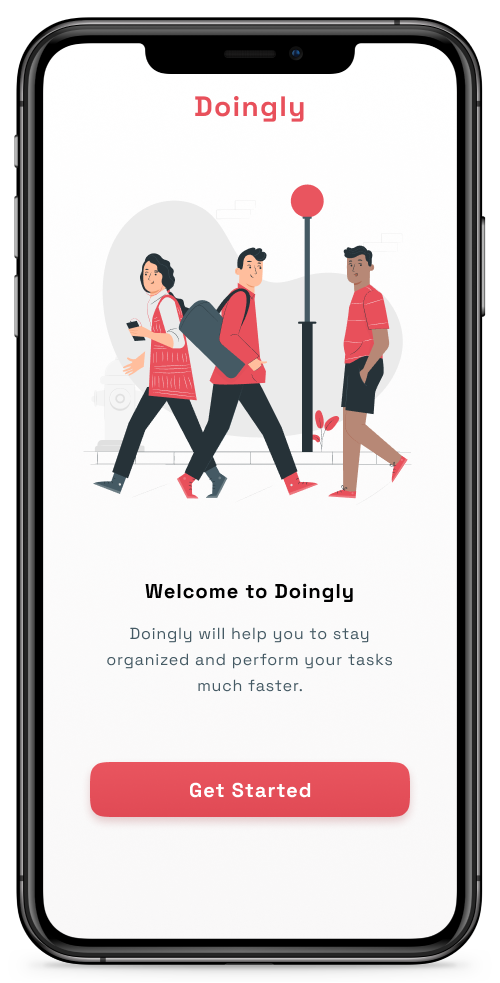 Doingly
Welcome to Doingly
Doingly will help you to stay
organized and perform your tasks
much faster.
Get Started